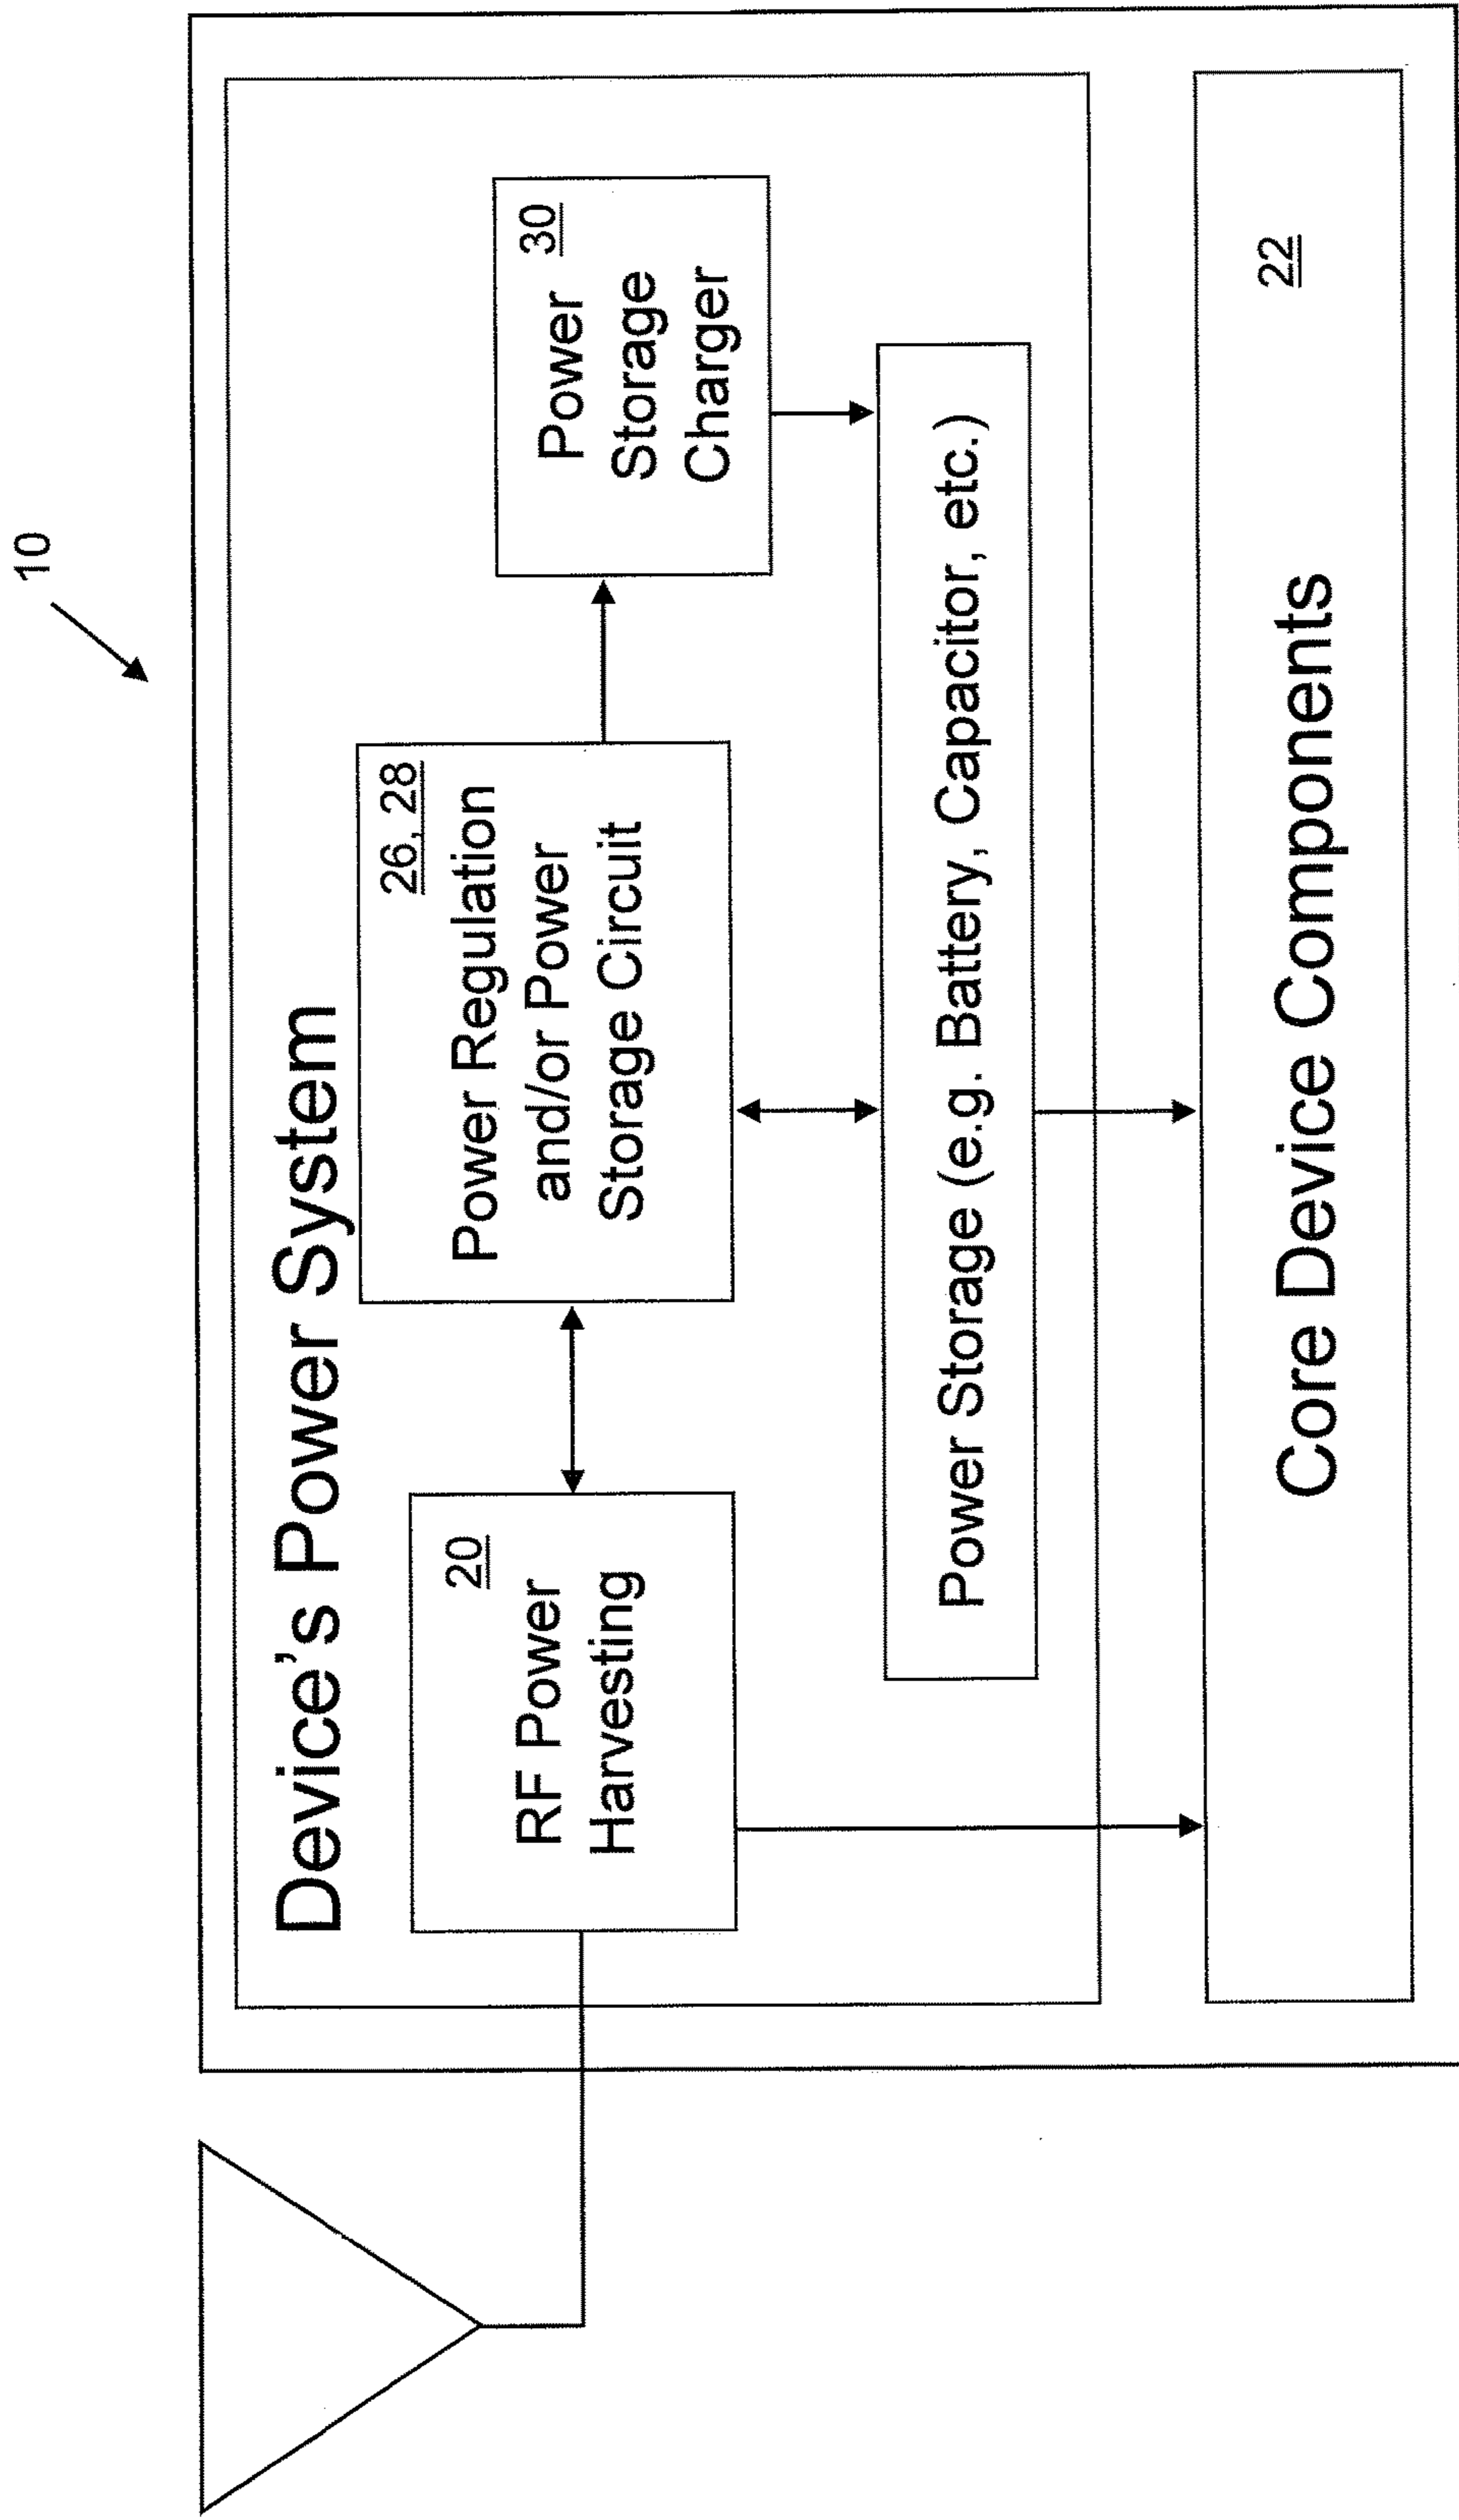 10
Device's Power System
20
RF Power
Harvesting
26, 28
Power Regulation
and/or Power
Storage Circuit
30
Power
Storage
Charger
Power Storage (e.g. Battery, Capacitor, etc.)
22
Core Device Components